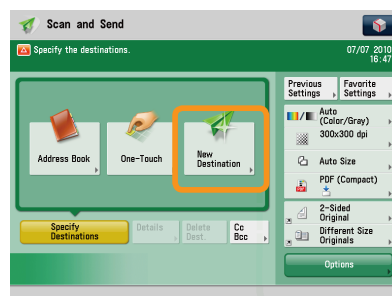 Scan and Send
Specify the destinations.
07/07 2010
16:47
Previous
Settings
Favorite
Settings
Auto
(Color/Gray)
300x300 dpi
Auto Size
PDF (Compact)
2-Sided
Original
Different Size
Originals
Options
Address Book
One-Touch
New
Destination
Specify
Destinations
Details
Delete
Dest.
Cc
Bcc